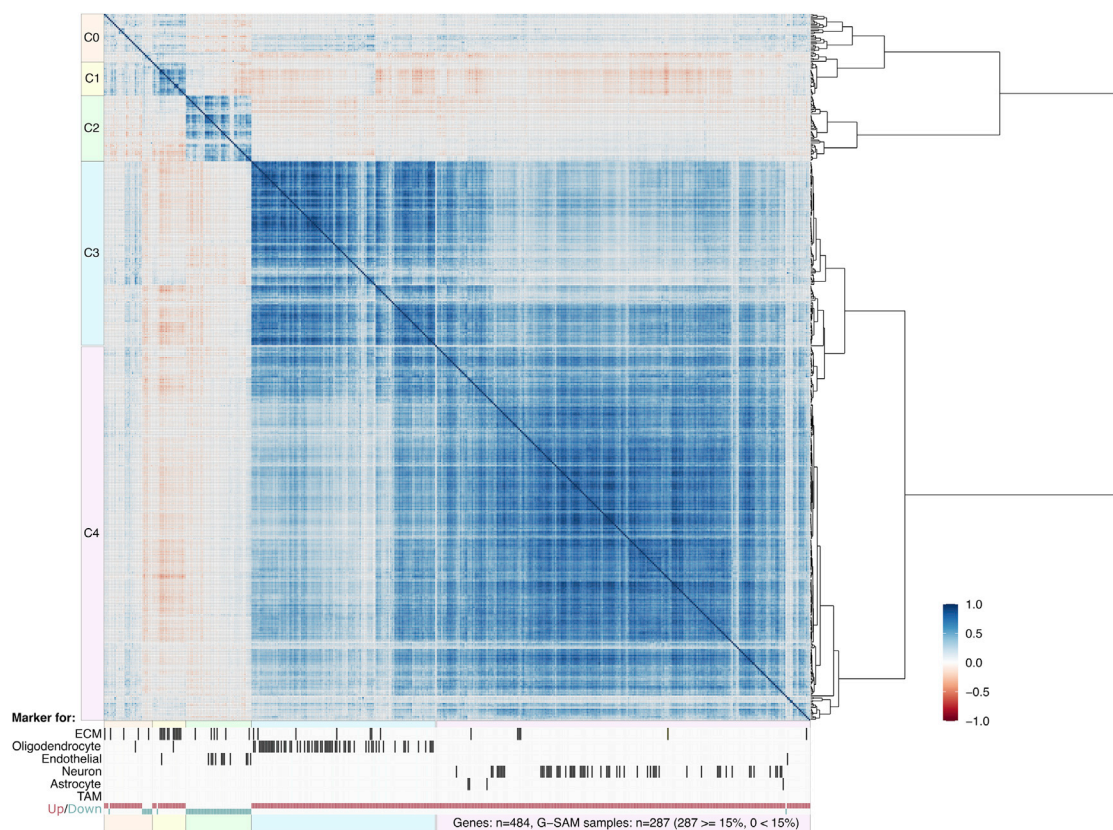 C0
C1
C2
C3
C4
1.0
0.5
0.0
−0.5
−1.0
Marker for:
ECM
Oligodendrocyte
Endothelial
Neuron
Astrocyte
TAM
Up/Down
Genes: n=484, G−SAM samples: n=287 (287 >= 15%, 0 < 15%)